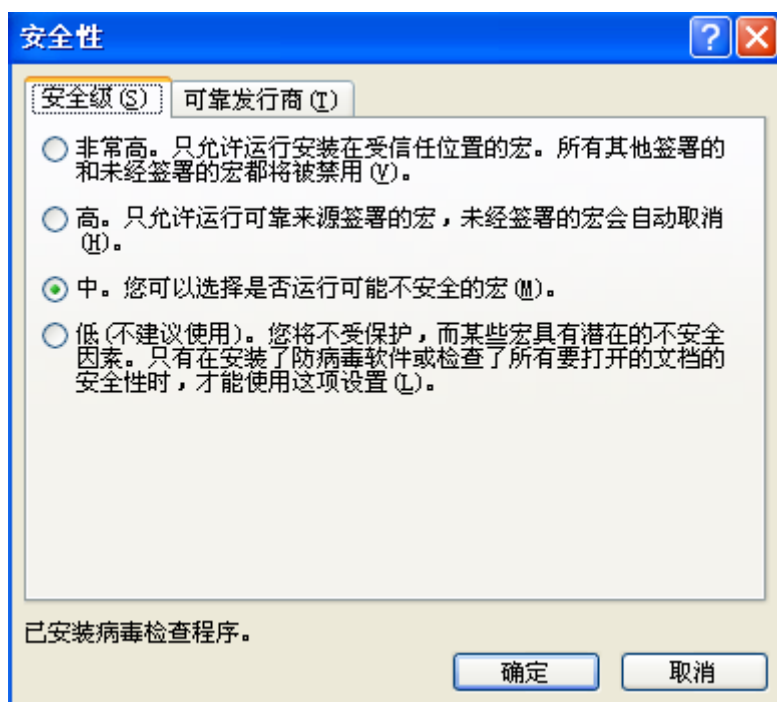 安全性
安全级(S)
可靠发行商(T)
非常高。只允许运行安装在受信任位置的宏。所有其他签署的
和未经签署的宏都将被禁用(V)。
高。只允许运行可靠来源签署的宏，未经签署的宏会自动取消
(H)。
中。您可以选择是否运行可能不安全的宏(M)。
低(不建议使用)。您将不受保护，而某些宏具有潜在的不安全
因素。只有在安装了防病毒软件或检查了所有要打开的文档的
安全性时，才能使用这项设置(L)。
已安装病毒检查程序。
确定
取消